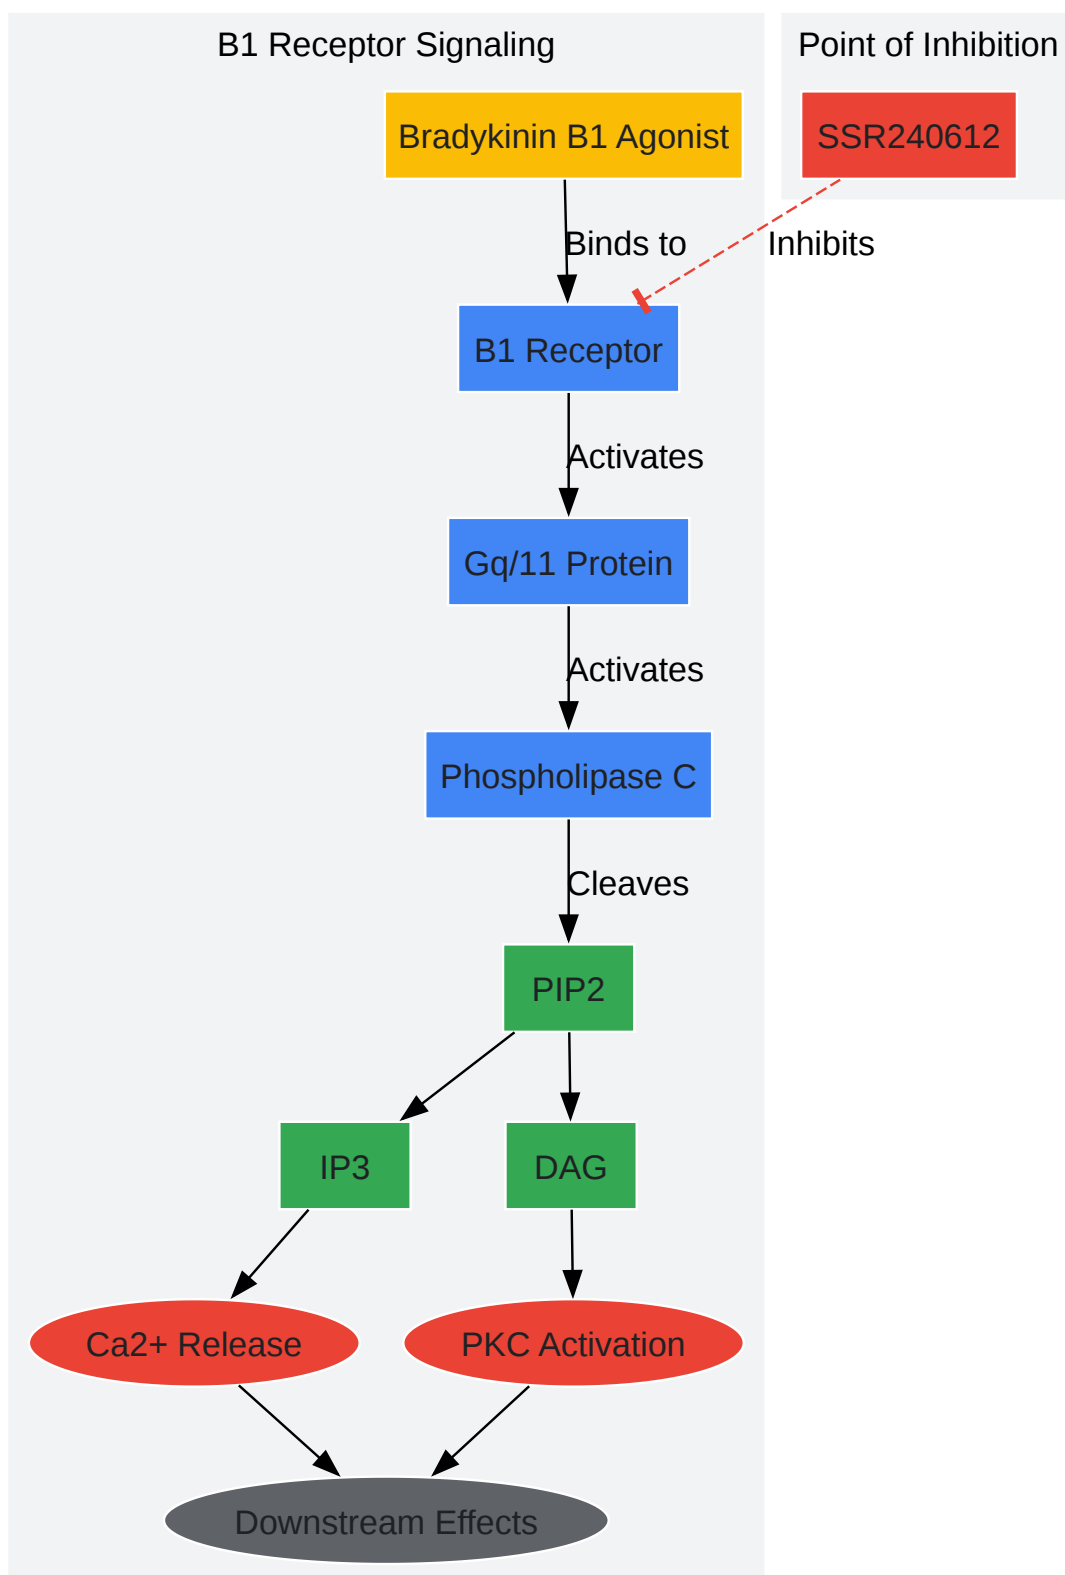 B1 Receptor Signaling
Point of Inhibition
Bradykinin B1 Agonist
SSR240612
Binds to
Inhibits
B1 Receptor
Activates
Gq/11 Protein
Activates
Phospholipase C
Cleaves
PIP2
IP3
DAG
Ca2+ Release
PKC Activation
Downstream Effects